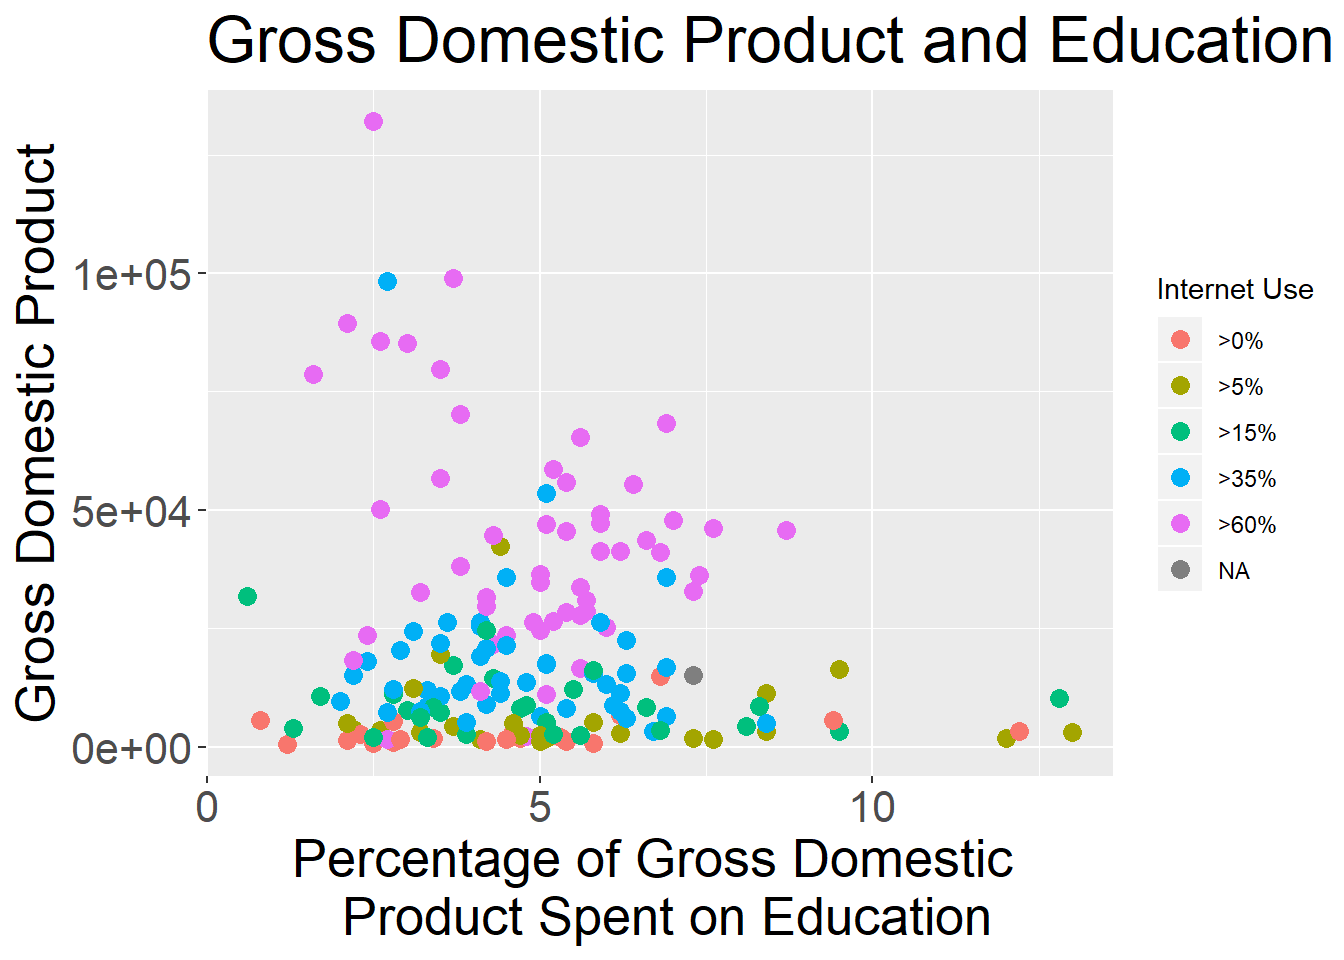 Gross Domestic Product and Education
Gross Domestic Product
1e+05
5e+04
0e+00
0
5
10
Percentage of Gross Domestic
Product Spent on Education
Internet Use
>0%
>5%
>15%
>35%
>60%
NA